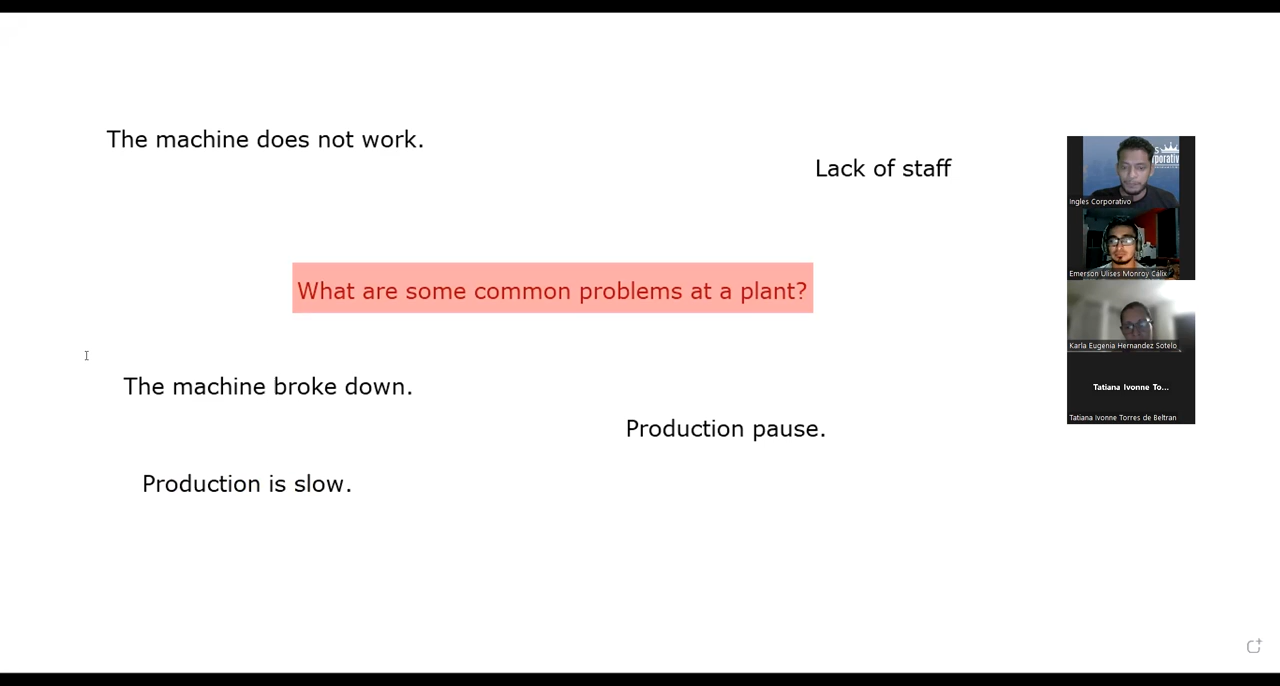 The machine does not work.
Lack of staff
What are some common problems at a plant?
The machine broke down.
Production pause.
Production is slow.
Ingles Corporativo
Emerson Ulises Monroy Cálix
Karla Eugenia Hernandez Sotelo
Tatiana Ivonne To...
Tatiana Ivonne Torres de Beltran